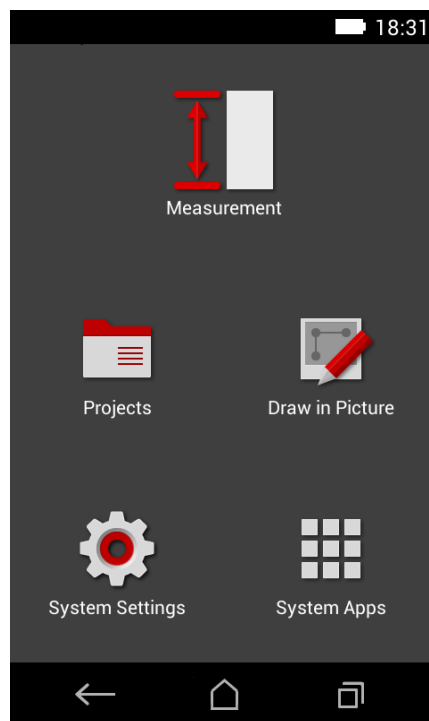 18:31
Measurement
Projects
Draw in Picture
System Settings
System Apps